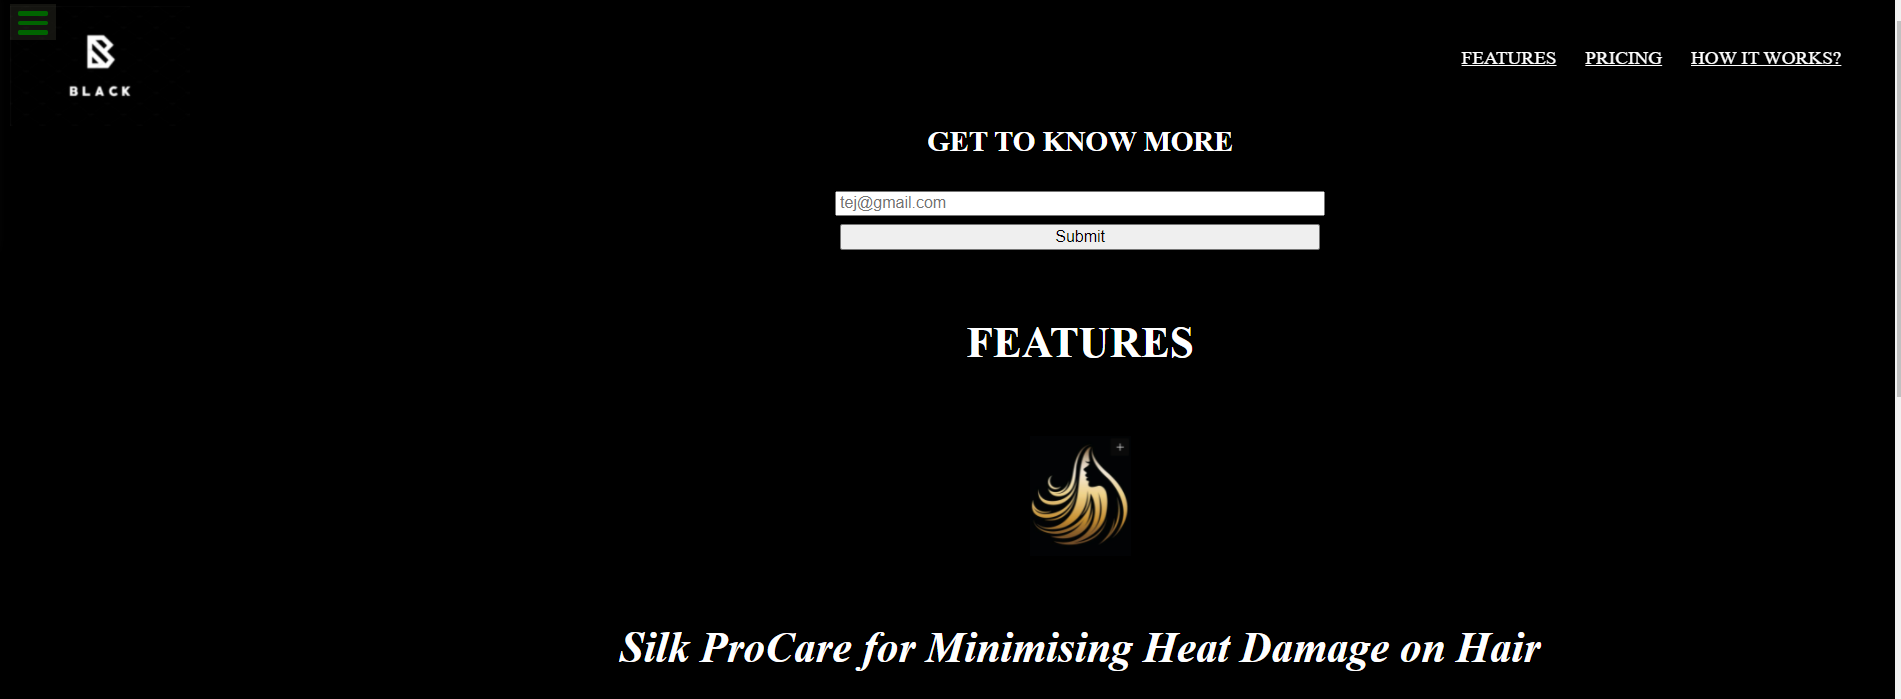 BLACK
FEATURES PRICING HOW IT WORKS?
GET TO KNOW MORE
tej@gmail.com
Submit
FEATURES
Silk ProCare for Minimising Heat Damage on Hair